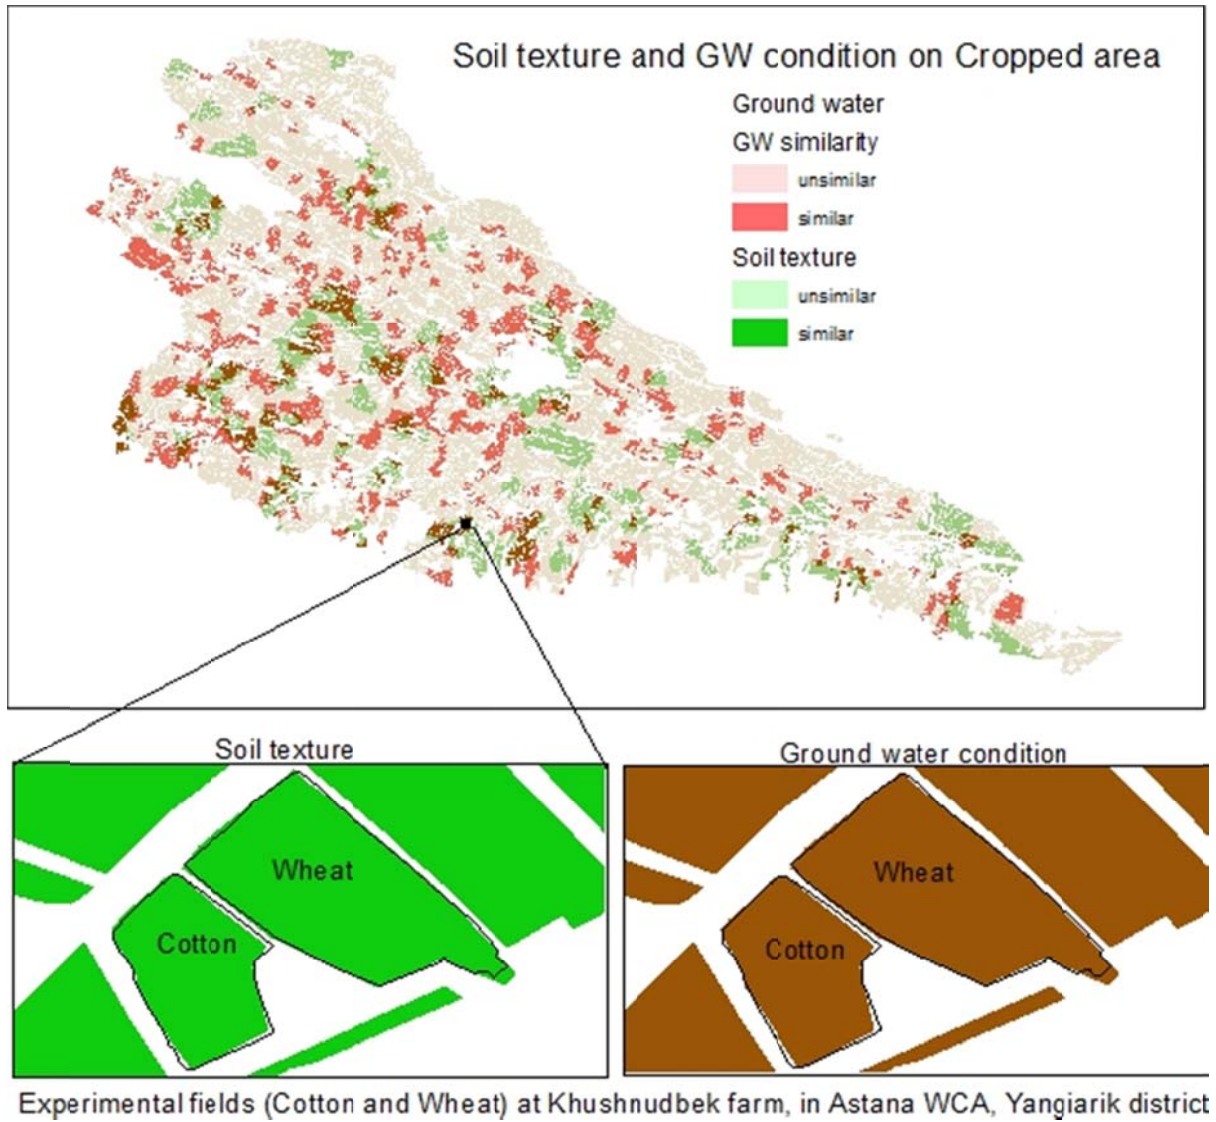 Soil texture and GW condition on Cropped area
Ground water
GW similarity
unsimilar
similar
Soil texture
unsimilar
similar
Soil texture
Ground water condition
Wheat
Cotton
Wheat
Cotton
Experimental fields (Cotton and Wheat) at Khushnudbek farm, in Astana WCA, Yangiarik district